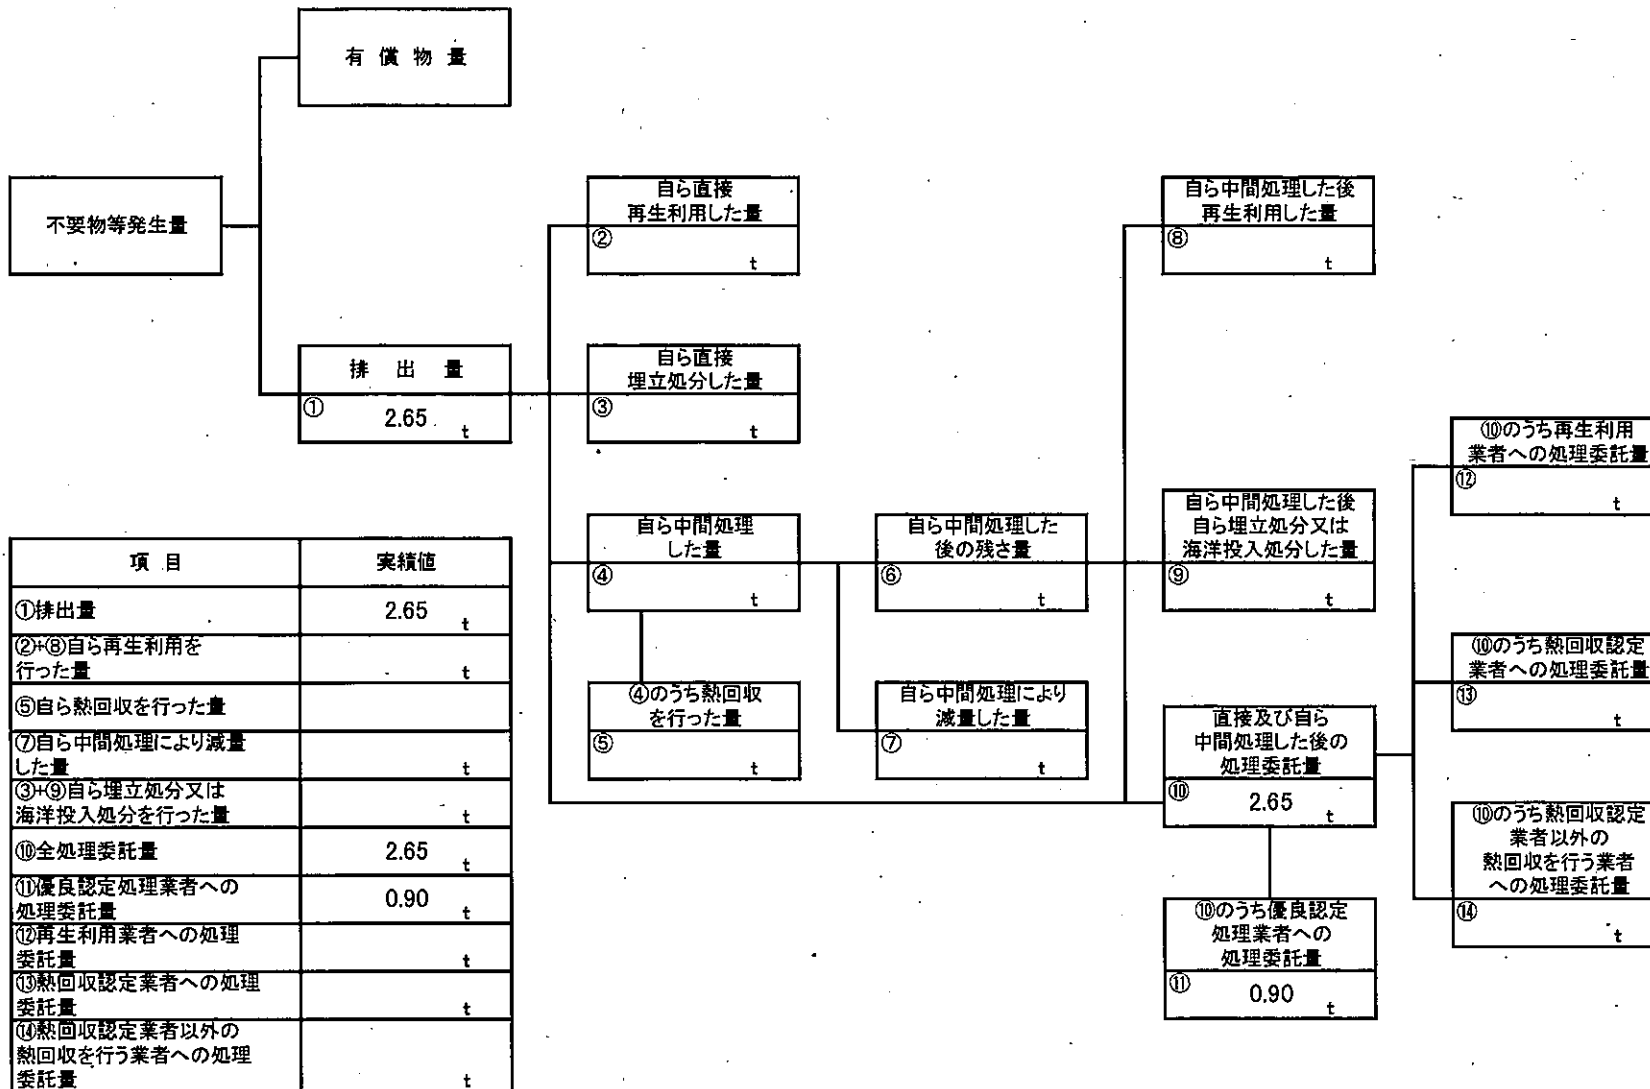 有 償 物 量
不要物等発生量
排 出 量
① 2.65 t
自ら直接
再生利用した量
②
t
自ら直接
埋立処分した量
③
t
自ら中間処理
した量
④
t
④のうち熱回収
を行った量
⑤
t
自ら中間処理した
後の残さ量
⑥
t
自ら中間処理により
減量した量
⑦
t
自ら中間処理した後
再生利用した量
⑧
t
自ら中間処理した後
自ら埋立処分又は
海洋投入処分した量
⑨
t
直接及び自ら
中間処理した後の
処理委託量
⑩ 2.65 t
⑩のうち優良認定
処理業者への
処理委託量
⑪ 0.90 t
⑩のうち再生利用
業者への処理委託量
⑫
t
⑩のうち熱回収認定
業者への処理委託量
⑬
t
⑩のうち熱回収認定
業者以外の
熱回収を行う業者
への処理委託量
⑭
t
項 目 実績値
①排出量 2.65 t
②+⑧自ら再生利用を
行った量 t
⑤自ら熱回収を行った量
⑦自ら中間処理により減量
した量 t
③+⑨自ら埋立処分又は
海洋投入処分を行った量 t
⑩全処理委託量 2.65 t
⑪優良認定処理業者への
処理委託量 0.90 t
⑫再生利用業者への処理
委託量 t
⑬熱回収認定業者への処理
委託量 t
⑭熱回収認定業者以外の
熱回収を行う業者への処理
委託量 t